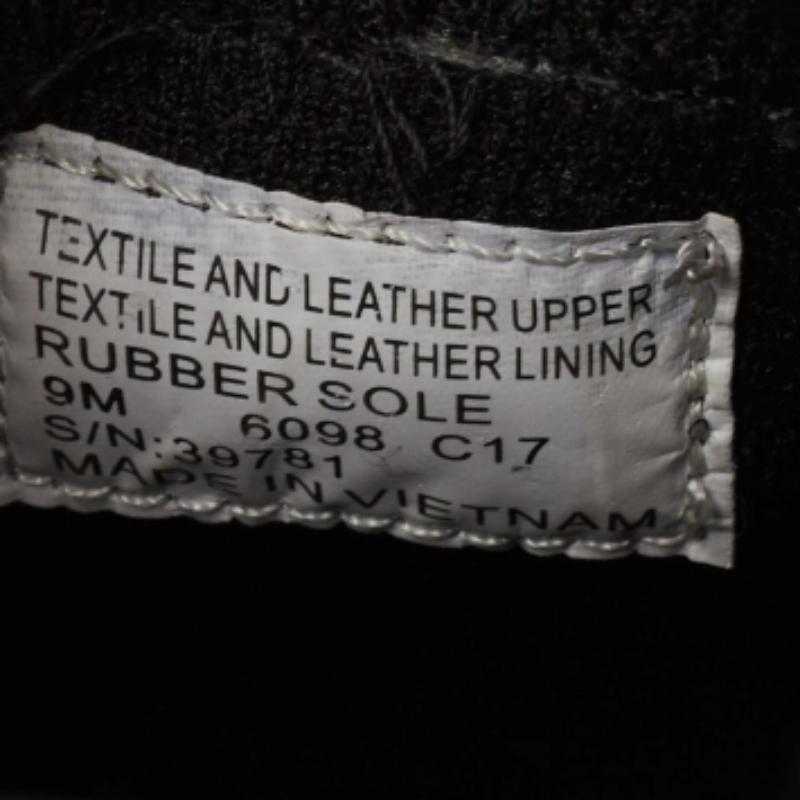 TEXTILE AND LEATHER UPPER
TEXTILE AND LEATHER LINING
RUBBER SOLE
9M 6098 C17
S/N:39781
MADE IN VIETNAM